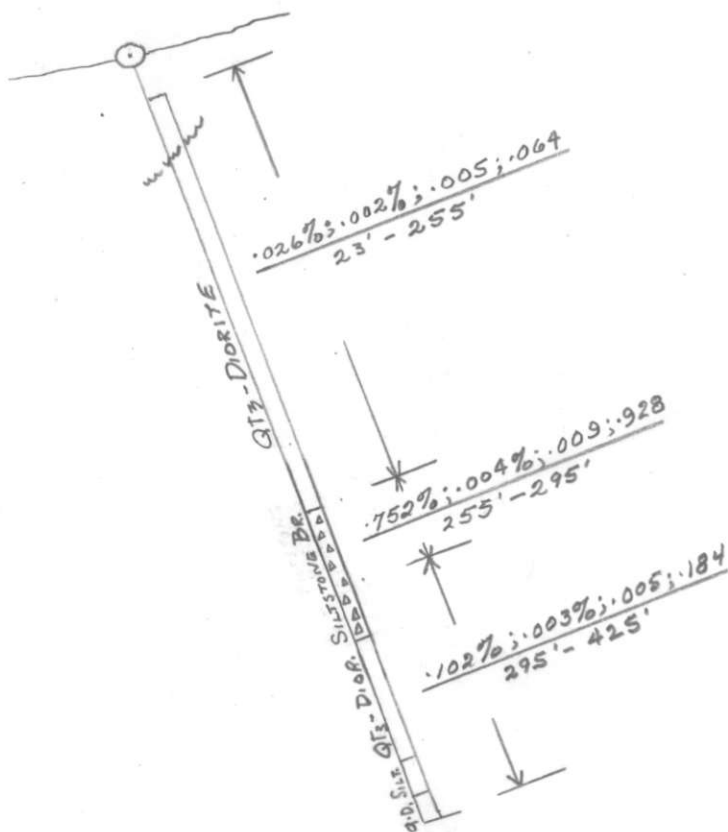 .026%; .002%; .005; .064
23' - 255'
QTZ - DIORITE
.752%; .004%; .009; .928
255' - 295'
SILTSTONE BR.
.102%; .003%; .005; .184
295' - 425'
QTZ - DIOR.
SILT.
Q.D.